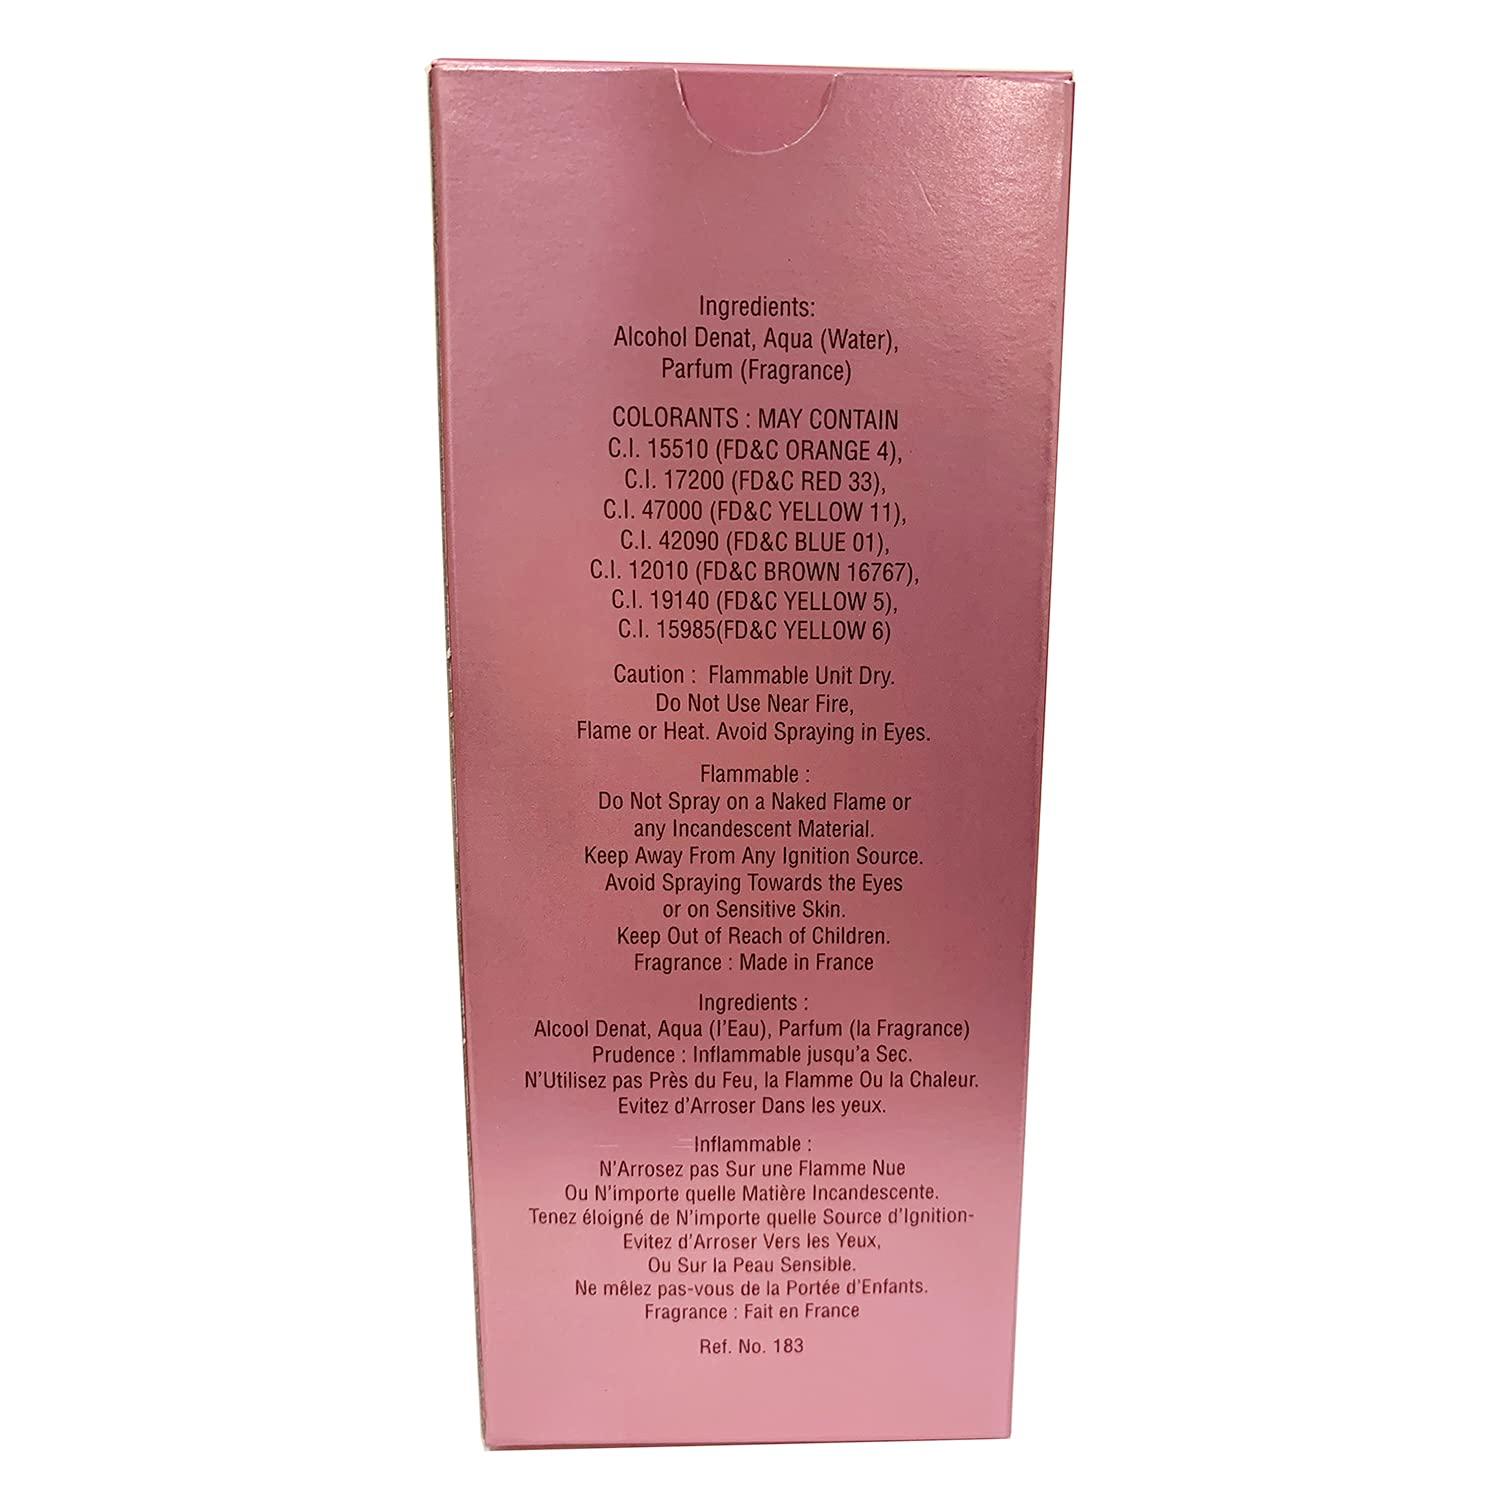 Ingredients:
Alcohol Denat, Aqua (Water),
Parfum (Fragrance)
COLORANTS : MAY CONTAIN
C.I. 15510 (FD&C ORANGE 4),
C.I. 17200 (FD&C RED 33),
C.I. 47000 (FD&C YELLOW 11),
C.I. 42090 (FD&C BLUE 01),
C.I. 12010 (FD&C BROWN 16767),
C.I. 19140 (FD&C YELLOW 5),
C.I. 15985(FD&C YELLOW 6)
Caution : Flammable Unit Dry.
Do Not Use Near Fire,
Flame or Heat. Avoid Spraying in Eyes.
Flammable :
Do Not Spray on a Naked Flame or
any Incandescent Material.
Keep Away From Any Ignition Source.
Avoid Spraying Towards the Eyes
or on Sensitive Skin.
Keep Out of Reach of Children.
Fragrance : Made in France
Ingredients :
Alcool Denat, Aqua (l'Eau), Parfum (la Fragrance)
Prudence : Inflammable jusqu'a Sec.
N'Utilisez pas Près du Feu, la Flamme Ou la Chaleur.
Evitez d'Arroser Dans les yeux.
Inflammable :
N'Arrosez pas Sur une Flamme Nue
Ou N'importe quelle Matière Incandescente.
Tenez éloigné de N'importe quelle Source d'Ignition-
Evitez d'Arroser Vers les Yeux,
Ou Sur la Peau Sensible.
Ne mêlez pas-vous de la Portée d'Enfants.
Fragrance : Fait en France
Ref. No. 183